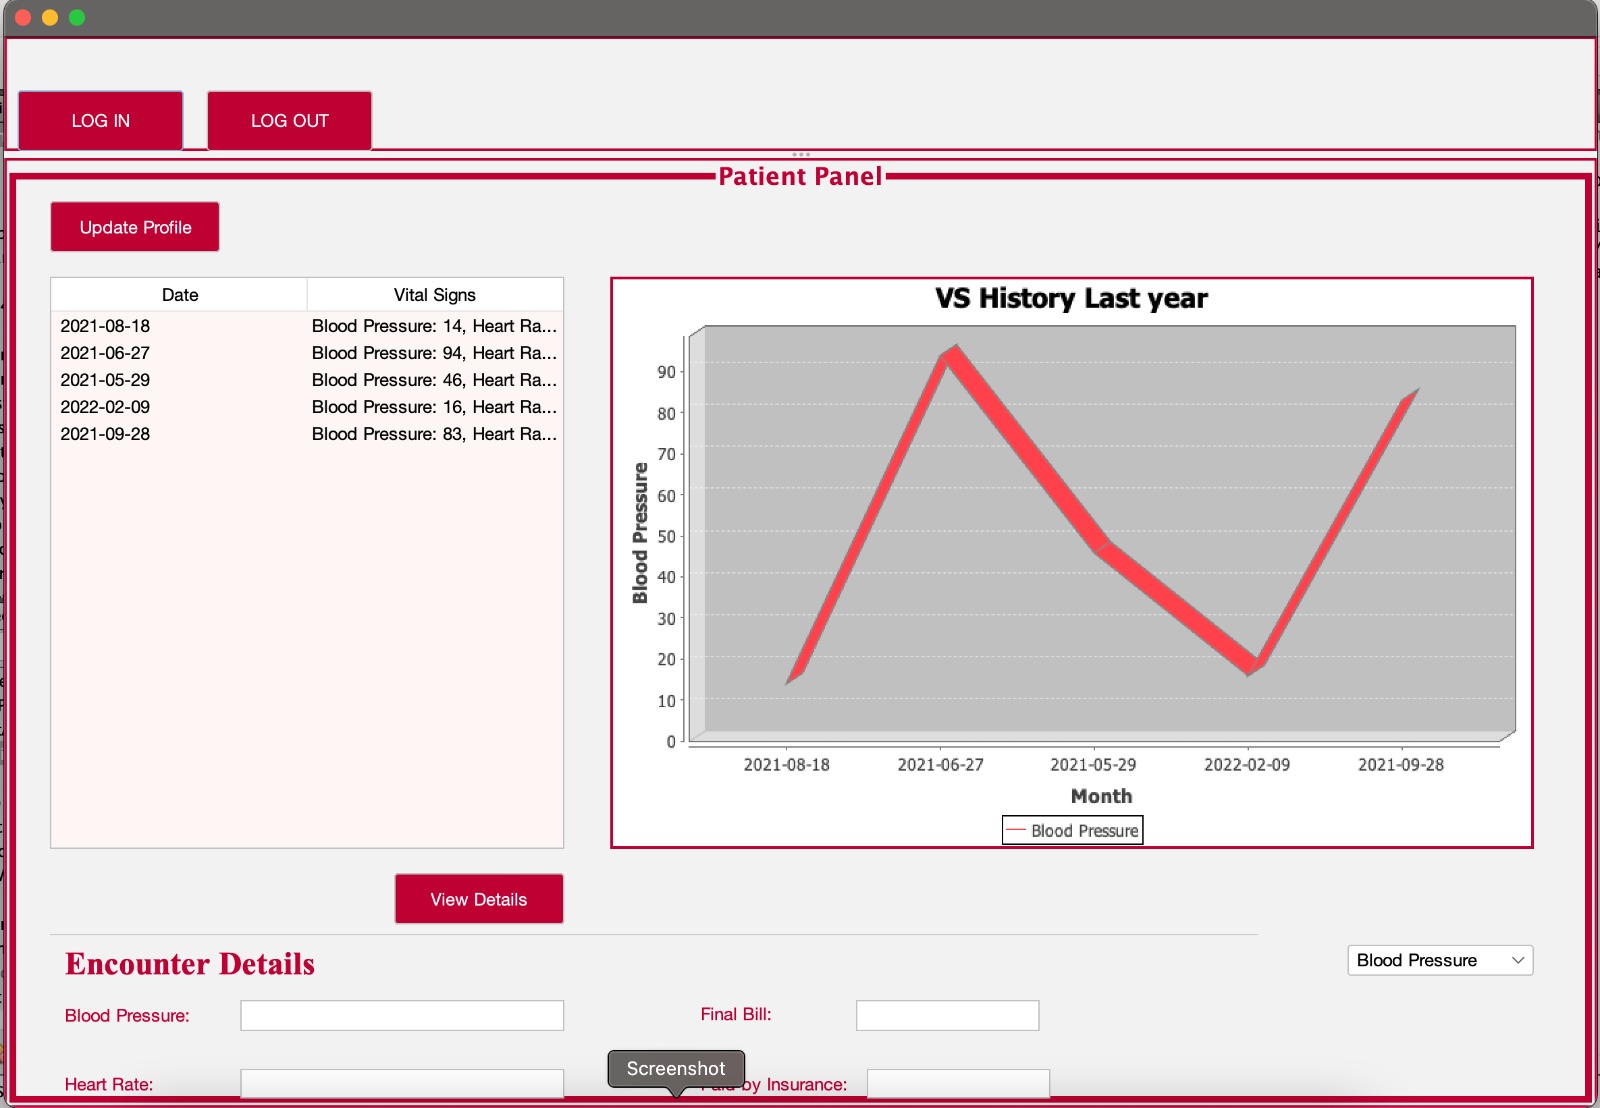 LOG IN
LOG OUT
Patient Panel
Update Profile
Date Vital Signs
2021-08-18 Blood Pressure: 14, Heart Ra...
2021-06-27 Blood Pressure: 94, Heart Ra...
2021-05-29 Blood Pressure: 46, Heart Ra...
2022-02-09 Blood Pressure: 16, Heart Ra...
2021-09-28 Blood Pressure: 83, Heart Ra...
VS History Last year
Blood Pressure
90
80
70
60
50
40
30
20
10
0
2021-08-18 2021-06-27 2021-05-29 2022-02-09 2021-09-28
Month
Blood Pressure
View Details
Encounter Details
Blood Pressure
Blood Pressure:
Final Bill:
Screenshot
Heart Rate:
Paid by Insurance: